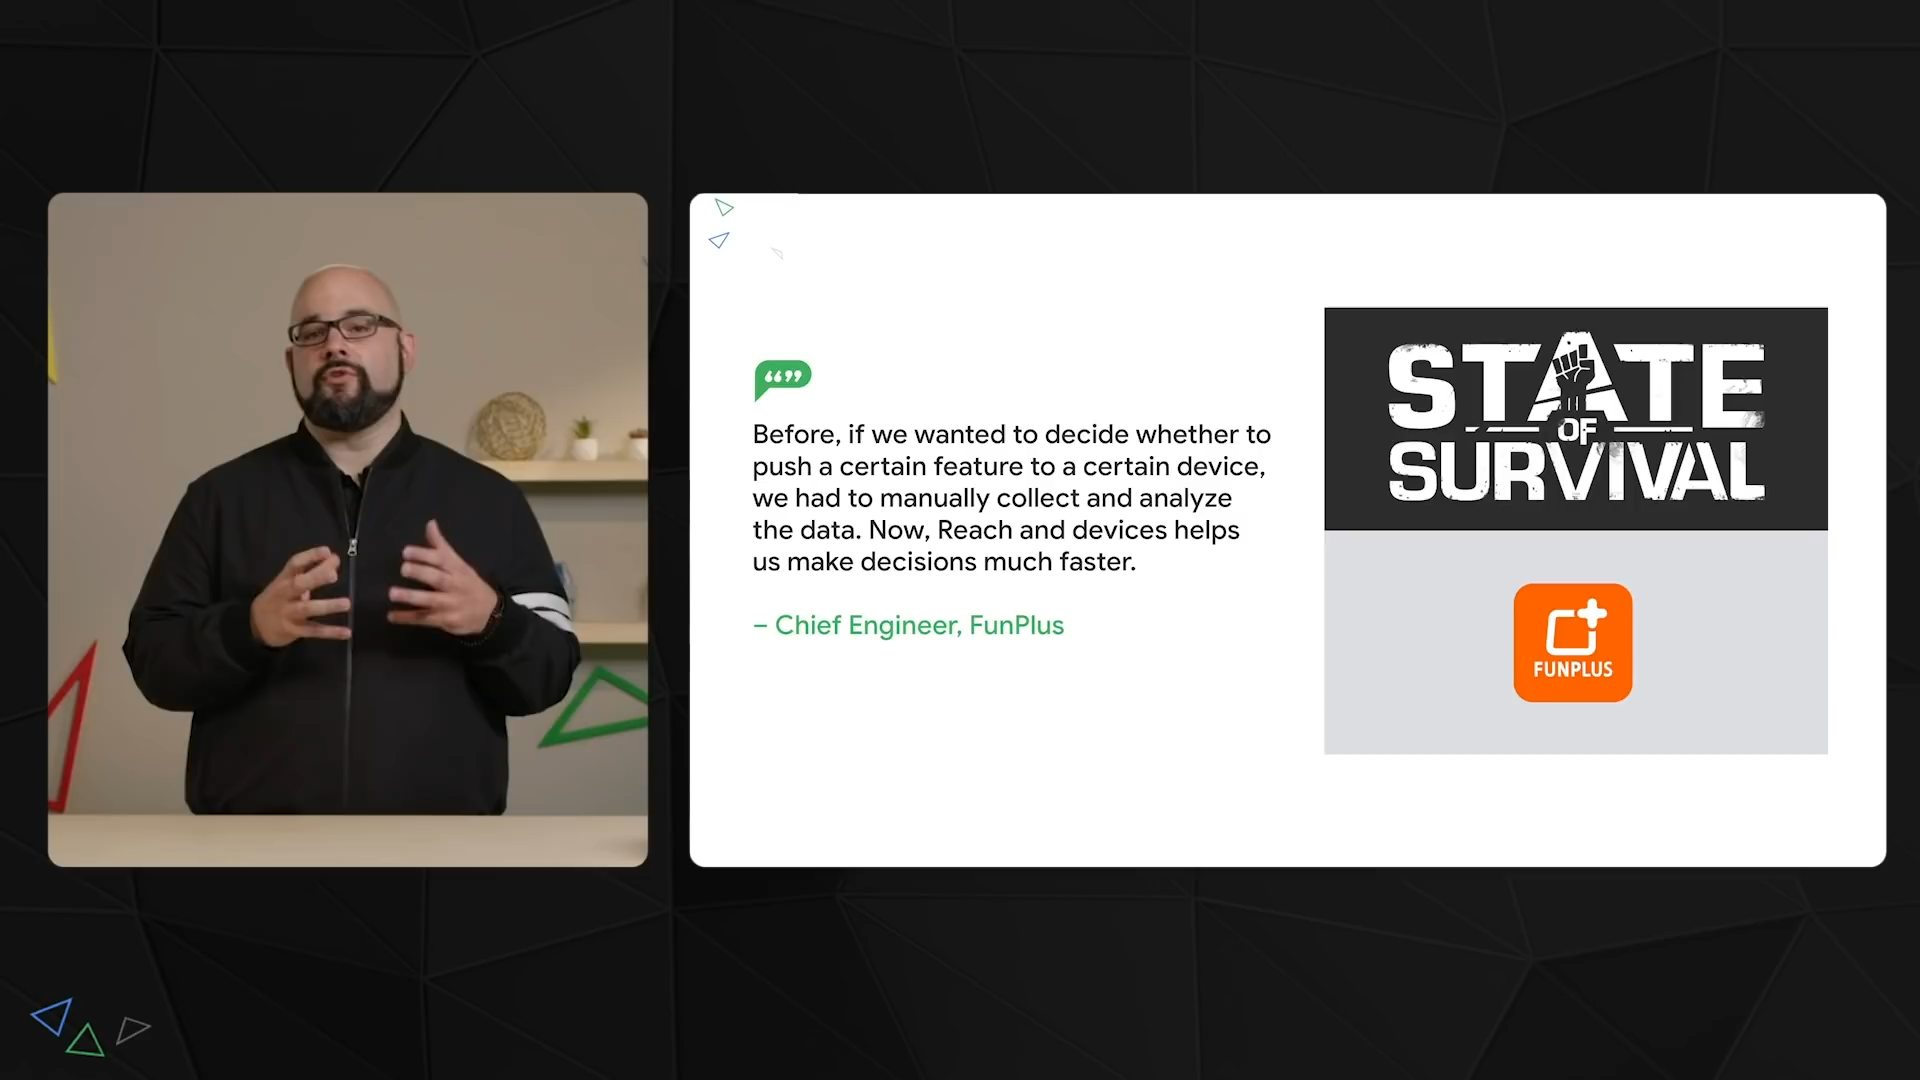 ““””
Before, if we wanted to decide whether to
push a certain feature to a certain device,
we had to manually collect and analyze
the data. Now, Reach and devices helps
us make decisions much faster.
– Chief Engineer, FunPlus
STATE
OF
SURVIVAL
FUNPLUS